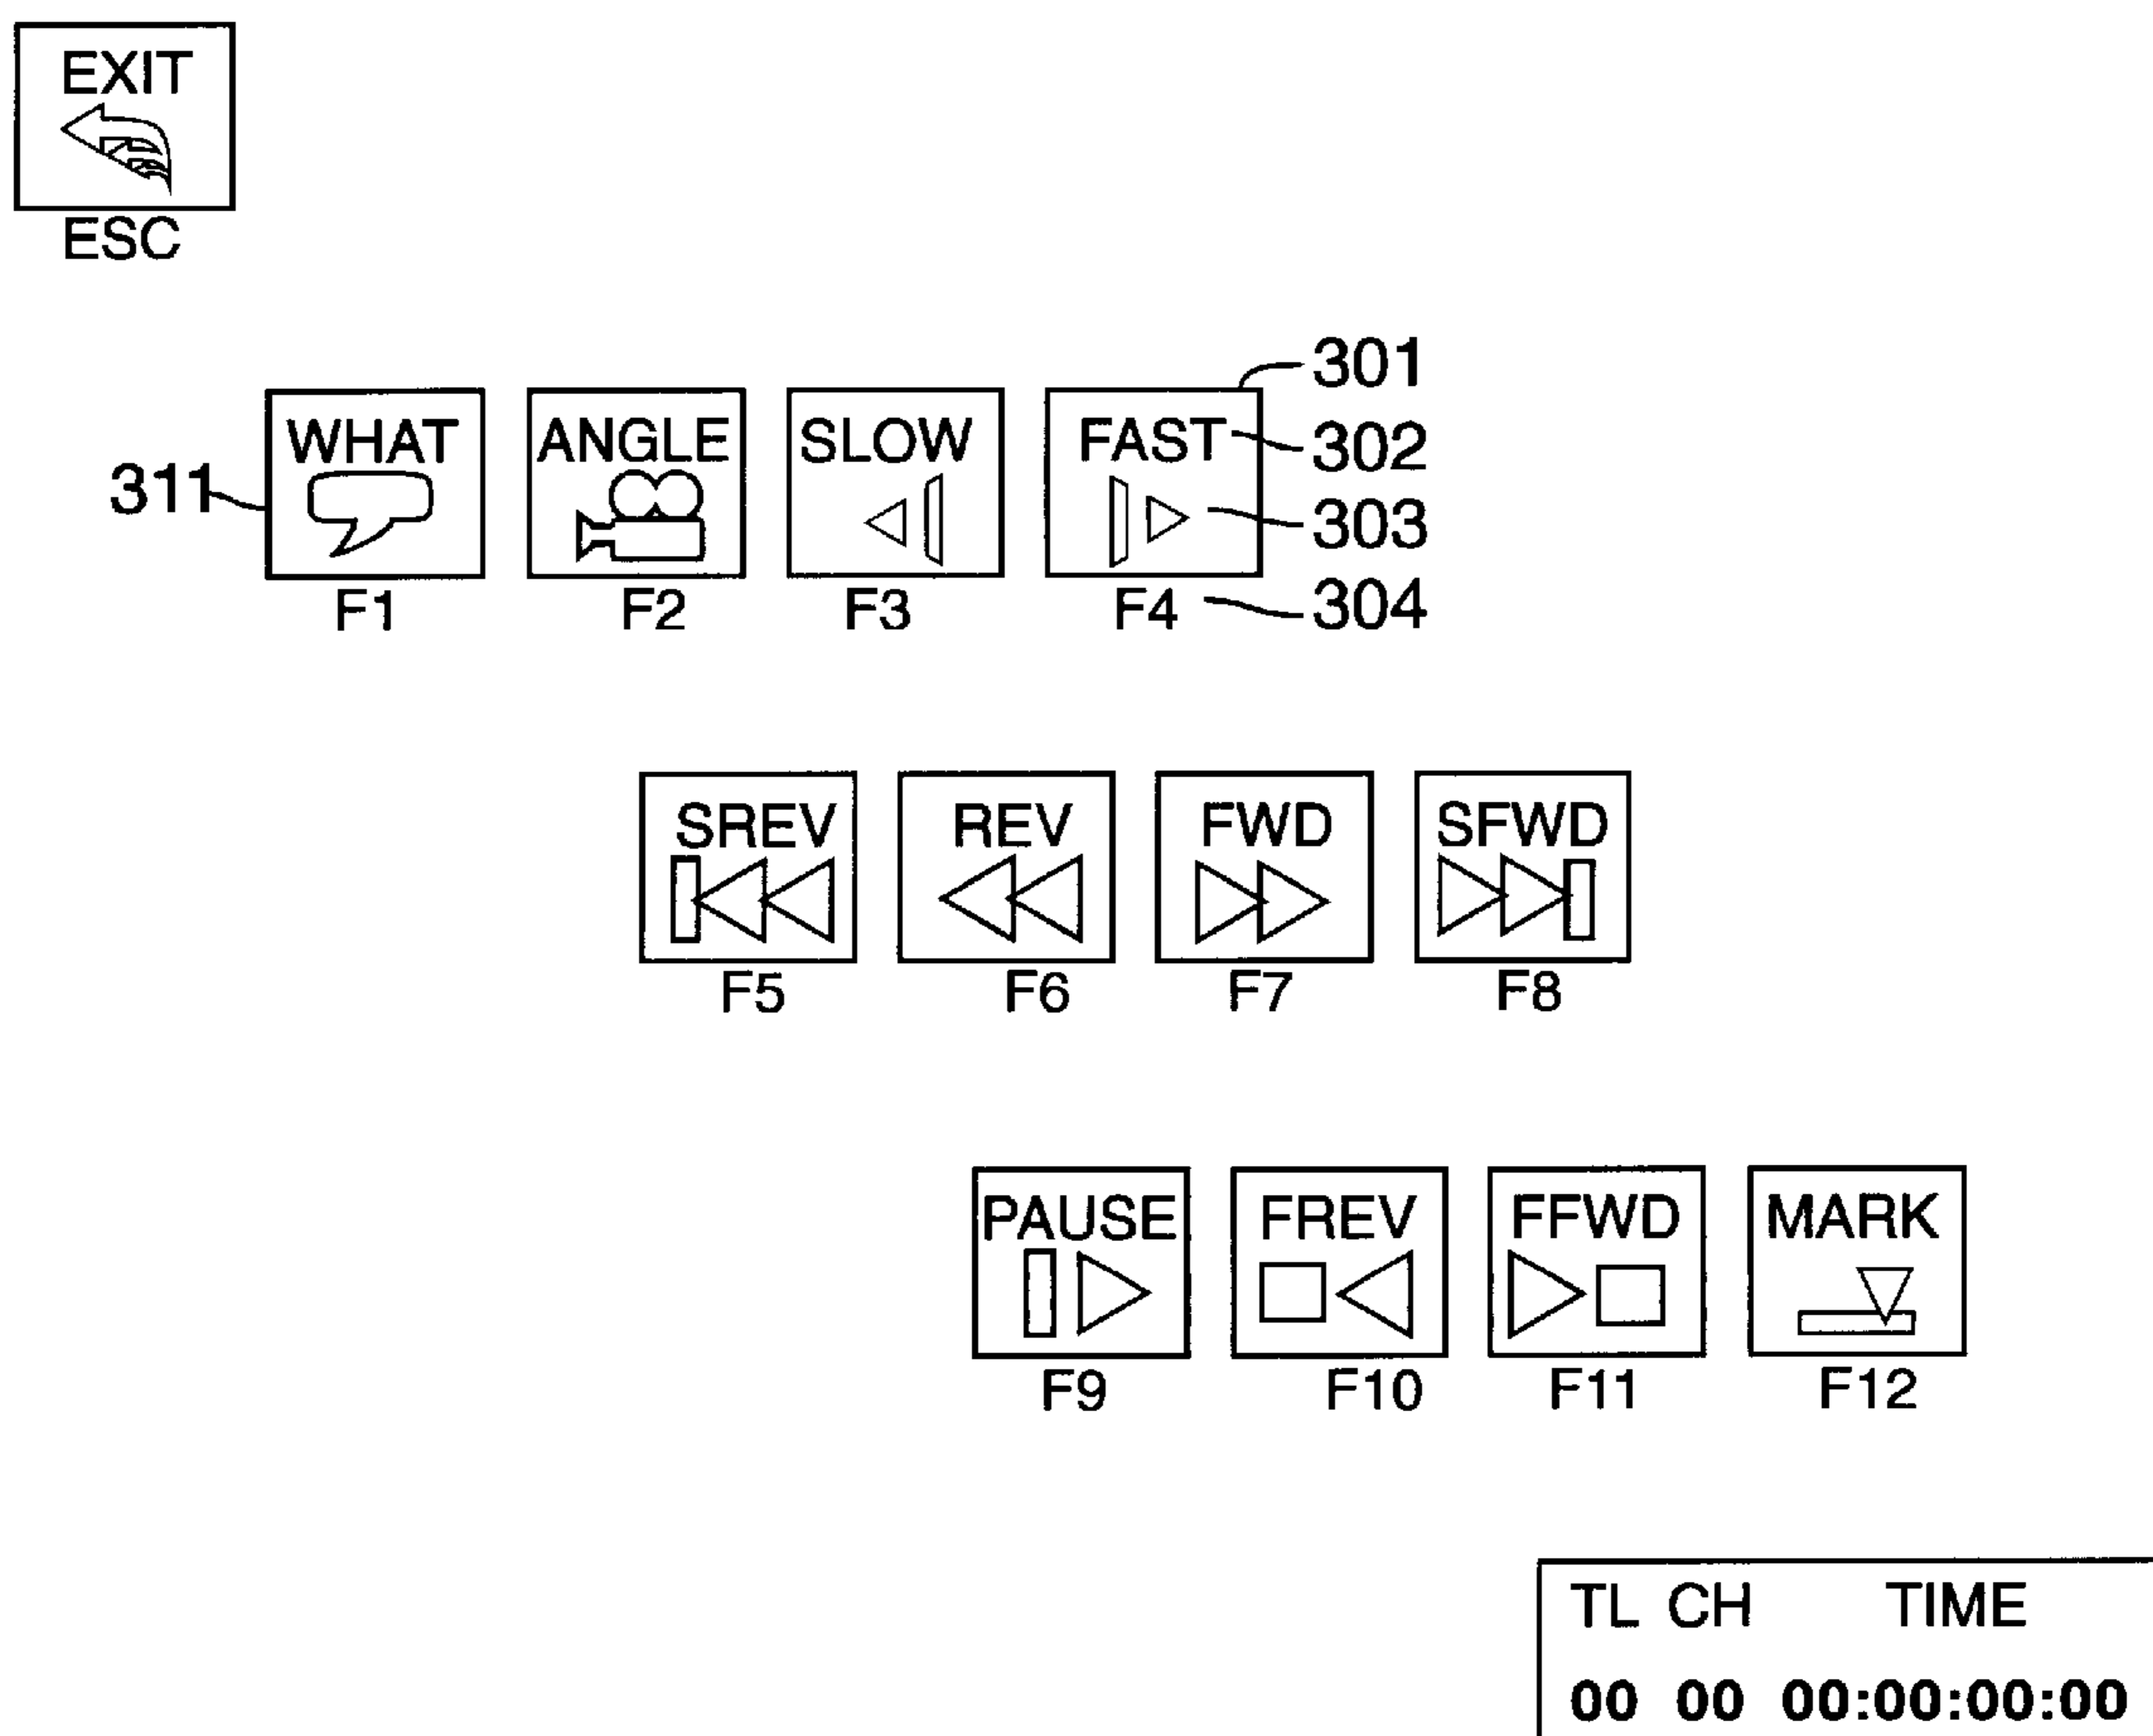 EXIT
ESC
301
WHAT ANGLE SLOW FAST 302
311
303
F1 F2 F3 F4 304
SREV REV FWD SFWD
F5 F6 F7 F8
PAUSE FREV FFWD MARK
F9 F10 F11 F12
TL CH TIME
00 00 00:00:00:00